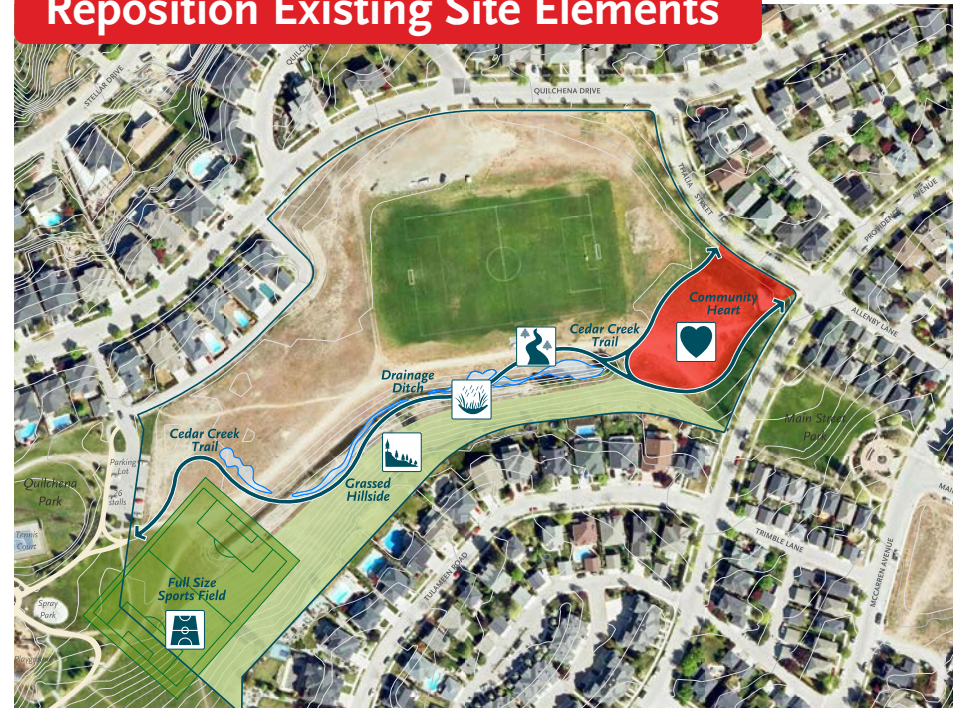 Reposition Existing Site Elements
STELLAR DRIVE
QUILCHENA DRIVE
THALIA STREET
PROVIDENCE AVENUE
Community
Heart
ALLENBY LANE
Cedar Creek
Trail
Drainage
Ditch
Main Street
Park
Cedar Creek
Trail
Parking
Lot
26
stalls
Quilchena
Park
Grassed
Hillside
Tennis
Court
TRIMBLE LANE
MCCARREN AVENUE
TULAMEEN ROAD
Full Size
Sports Field
Spray
Park